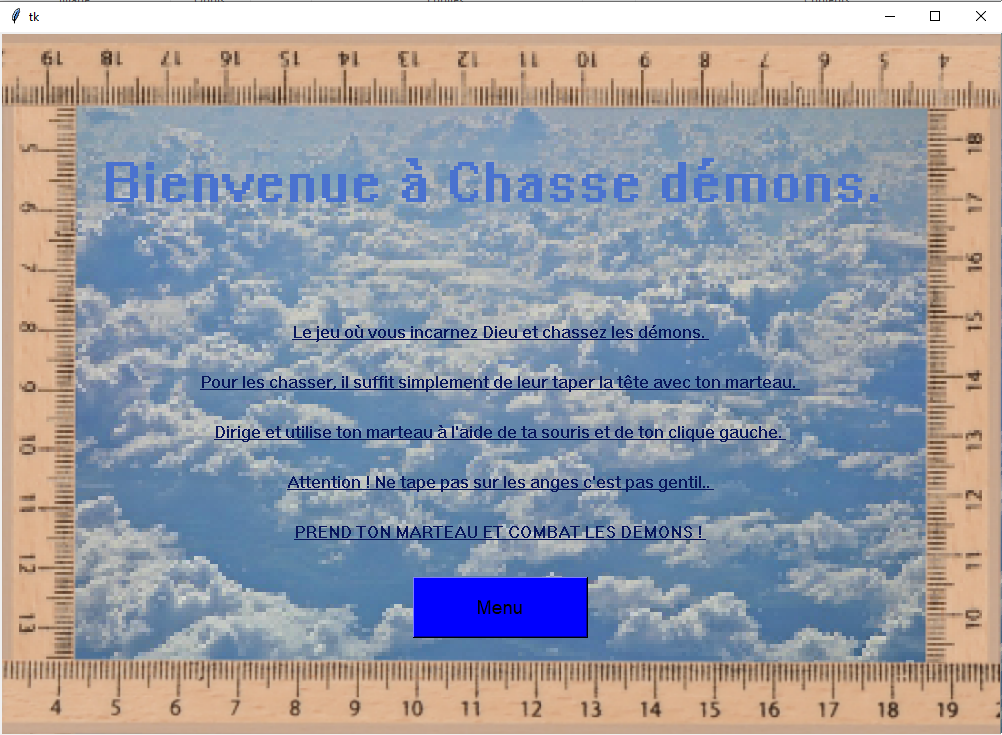 tk
19 18 17 16 15 14 13 12 11 10 9 8 7 6 5 4
Bienvenue à Chasse démons.
Le jeu où vous incarnez Dieu et chassez les démons.
Pour les chasser, il suffit simplement de leur taper la tête avec ton marteau.
Dirige et utilise ton marteau à l'aide de ta souris et de ton clique gauche.
Attention ! Ne tape pas sur les anges c'est pas gentil..
PREND TON MARTEAU ET COMBAT LES DEMONS !
Menu
5
6
7
8
9
10
11
12
13
18
17
16
15
14
13
12
11
10
4 5 6 7 8 9 10 11 12 13 14 15 16 17 18 19